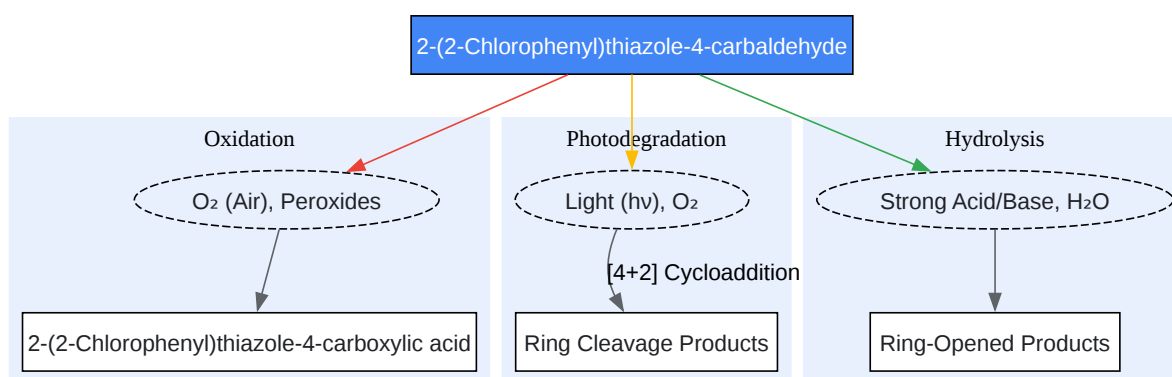 2-(2-Chlorophenyl)thiazole-4-carbaldehyde
Oxidation
Photodegradation
Hydrolysis
O₂ (Air), Peroxides
Light (hν), O₂
Strong Acid/Base, H₂O
[4+2] Cycloaddition
2-(2-Chlorophenyl)thiazole-4-carboxylic acid
Ring Cleavage Products
Ring-Opened Products